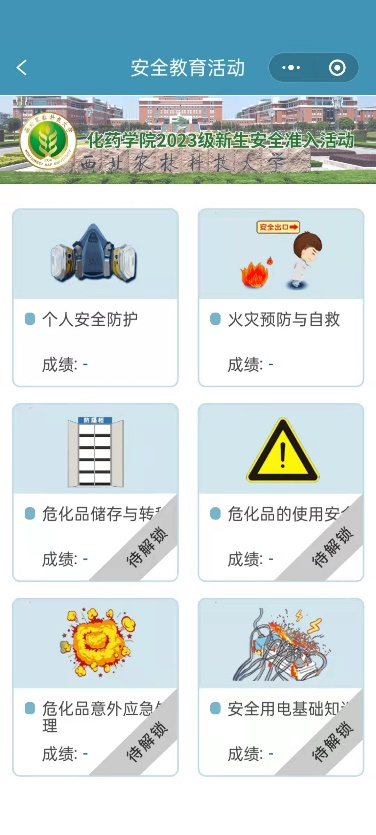 安全教育活动
化药学院2023级新生安全准入活动
西北农林科技大学
安全出口
个人安全防护
火灾预防与自救
成绩: -
成绩: -
防爆柜
危化品储存与转
危化品的使用安
待解锁
待解锁
成绩: -
成绩: -
危化品意外应急
理
安全用电基础知
待解锁
待解锁
成绩: -
成绩: -